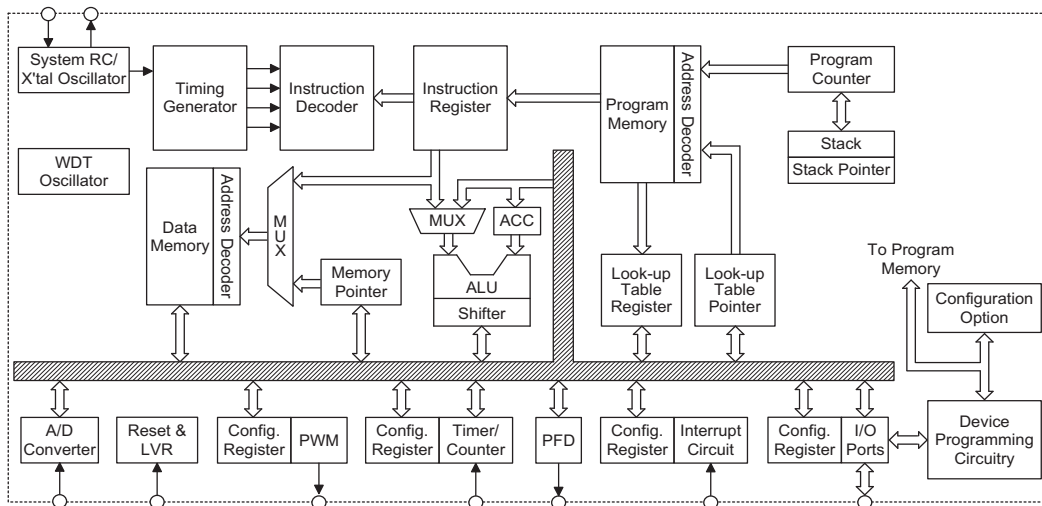 System RC/
X'tal Oscillator
Timing
Generator
Instruction
Decoder
Instruction
Register
Program
Memory
Address Decoder
Program
Counter
Stack
Stack Pointer
WDT
Oscillator
Data
Memory
Address Decoder
MUX
MUX
ACC
Memory
Pointer
ALU
Shifter
Look-up
Table
Register
Look-up
Table
Pointer
To Program
Memory
Configuration
Option
A/D
Converter
Reset &
LVR
Config.
Register
PWM
Config.
Register
Timer/
Counter
PFD
Config.
Register
Interrupt
Circuit
Config.
Register
I/O
Ports
Device
Programming
Circuitry